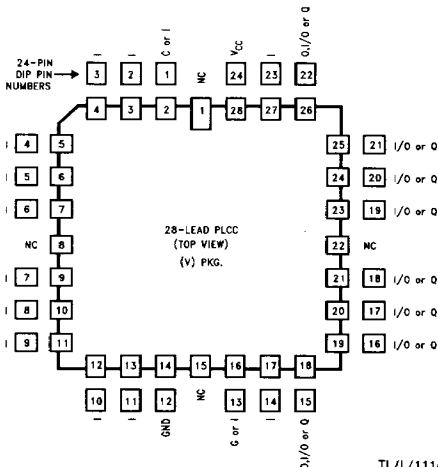 C or I
VCC
O,I/O or Q
24-PIN
DIP PIN
NUMBERS
3 I
2 I
1
NC
24
23 I
22
4 3 2 1 28 27 26
I 4 5
25 21 I/O or Q
I 5 6
24 20 I/O or Q
I 6 7
23 19 I/O or Q
28-LEAD PLCC
(TOP VIEW)
(V) PKG.
NC 8
22 NC
I 7 9
21 18 I/O or Q
I 8 10
20 17 I/O or Q
I 9 11
19 16 I/O or Q
12 13 14 15 16 17 18
10 11 12 NC 13 14 15
I I GND G or I I O,I/O or Q